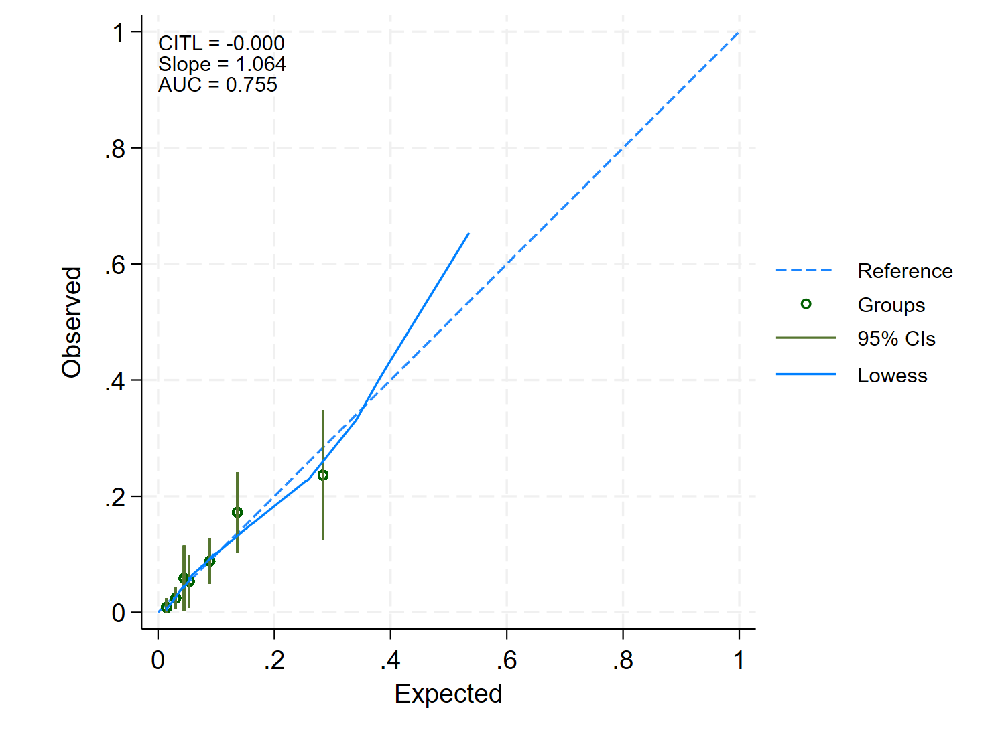 CITL = -0.000
Slope = 1.064
AUC = 0.755
1
.8
.6
.4
.2
0
Observed
0 .2 .4 .6 .8 1
Expected
Reference
Groups
95% CIs
Lowess